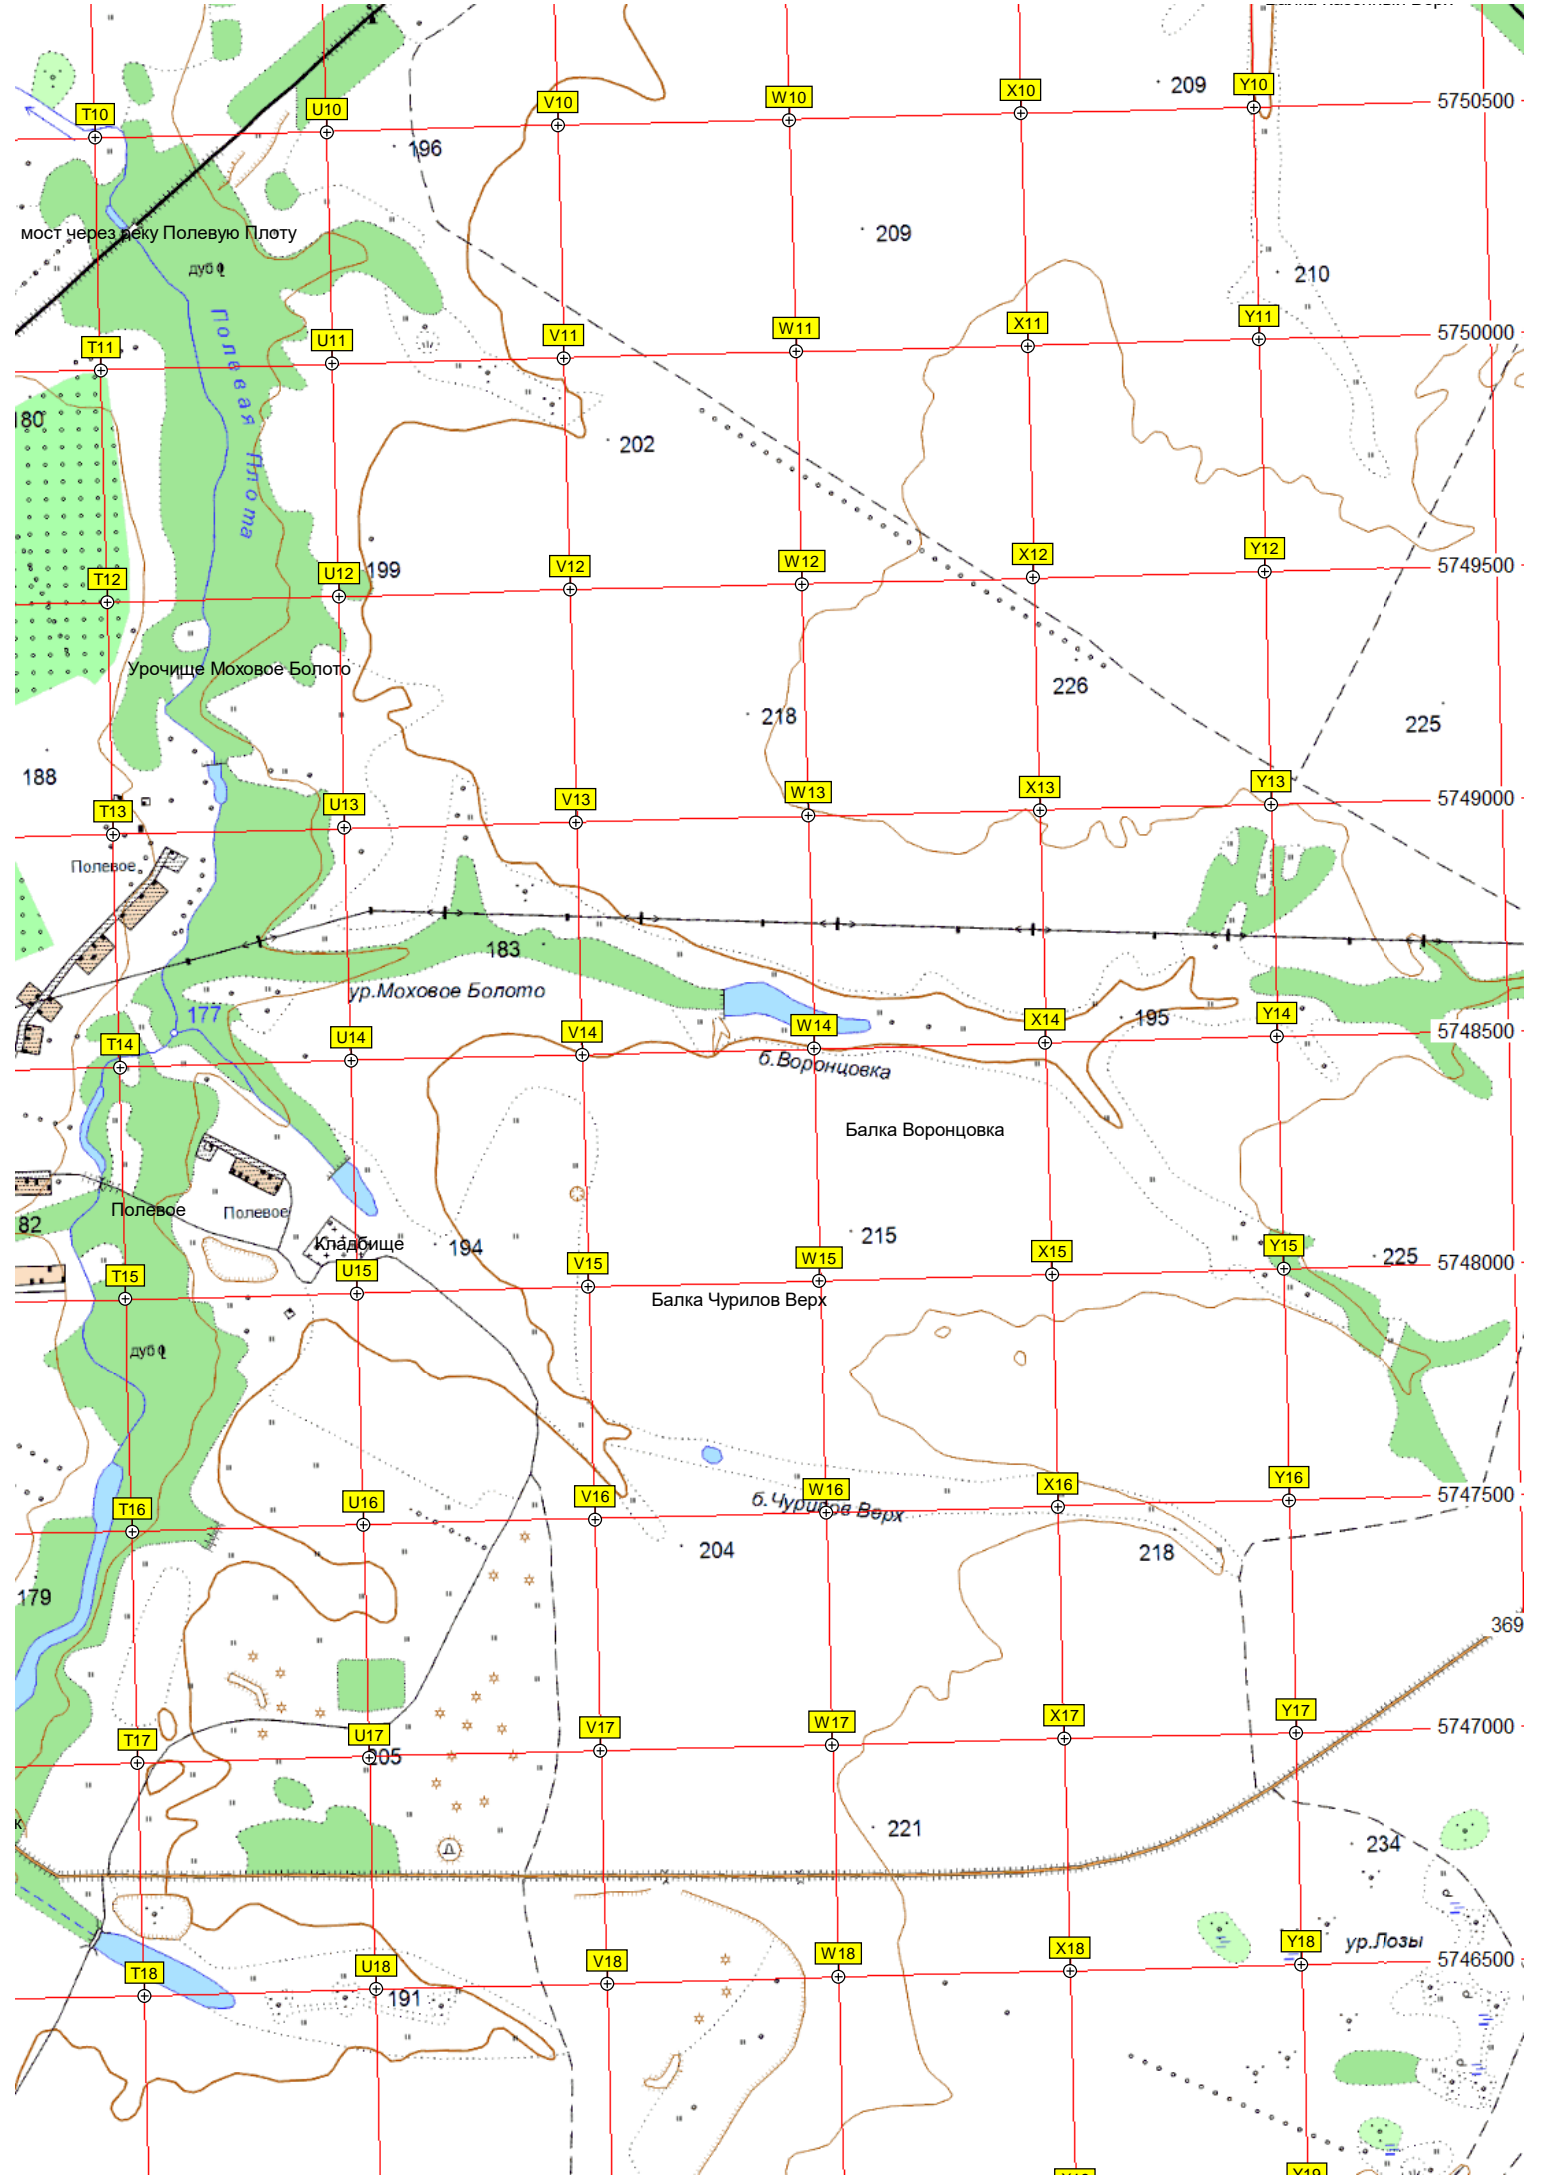 209
Y10
X10
W10
V10
U10
T10
5750500
196
мост через реку Полевую Плоту
209
дуб
210
Полевая Плота
Y11
X11
W11
V11
U11
T11
5750000
180
202
Y12
X12
W12
V12
U12
T12
199
5749500
Урочище Моховое Болото
226
218
225
188
Y13
X13
W13
V13
U13
T13
5749000
Полевое
183
ур.Моховое Болото
177
195
Y14
X14
W14
V14
U14
T14
5748500
б.Воронцовка
Балка Воронцовка
Полевое
Полевое
82
Кладбище
194
215
225
Y15
X15
W15
V15
U15
T15
5748000
Балка Чурилов Верх
дуб
Y16
X16
W16
V16
U16
T16
5747500
б.Чурилов Верх
204
218
179
369
Y17
X17
W17
V17
U17
T17
5747000
205
к
221
234
ур.Лозы
Y18
X18
W18
V18
U18
T18
5746500
191
Y19